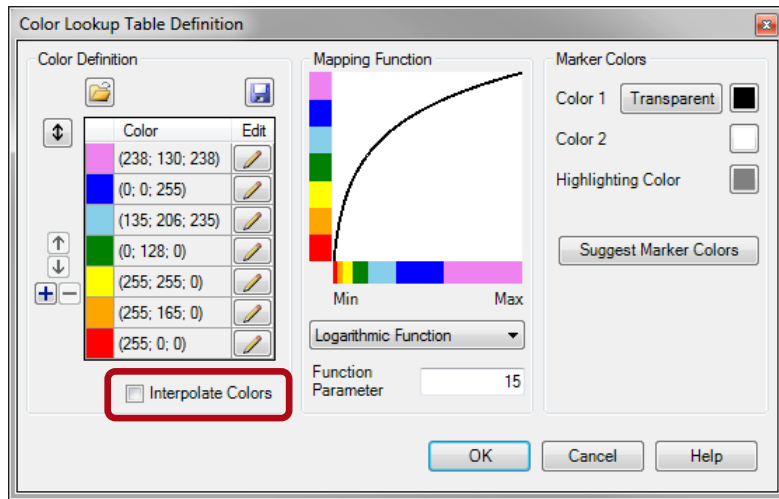 Color Lookup Table Definition
Color Definition
Color Edit
(238; 130; 238)
(0; 0; 255)
(135; 206; 235)
(0; 128; 0)
(255; 255; 0)
(255; 165; 0)
(255; 0; 0)
Interpolate Colors
Mapping Function
Min Max
Logarithmic Function
Function
Parameter 15
Marker Colors
Color 1 Transparent
Color 2
Highlighting Color
Suggest Marker Colors
OK Cancel Help